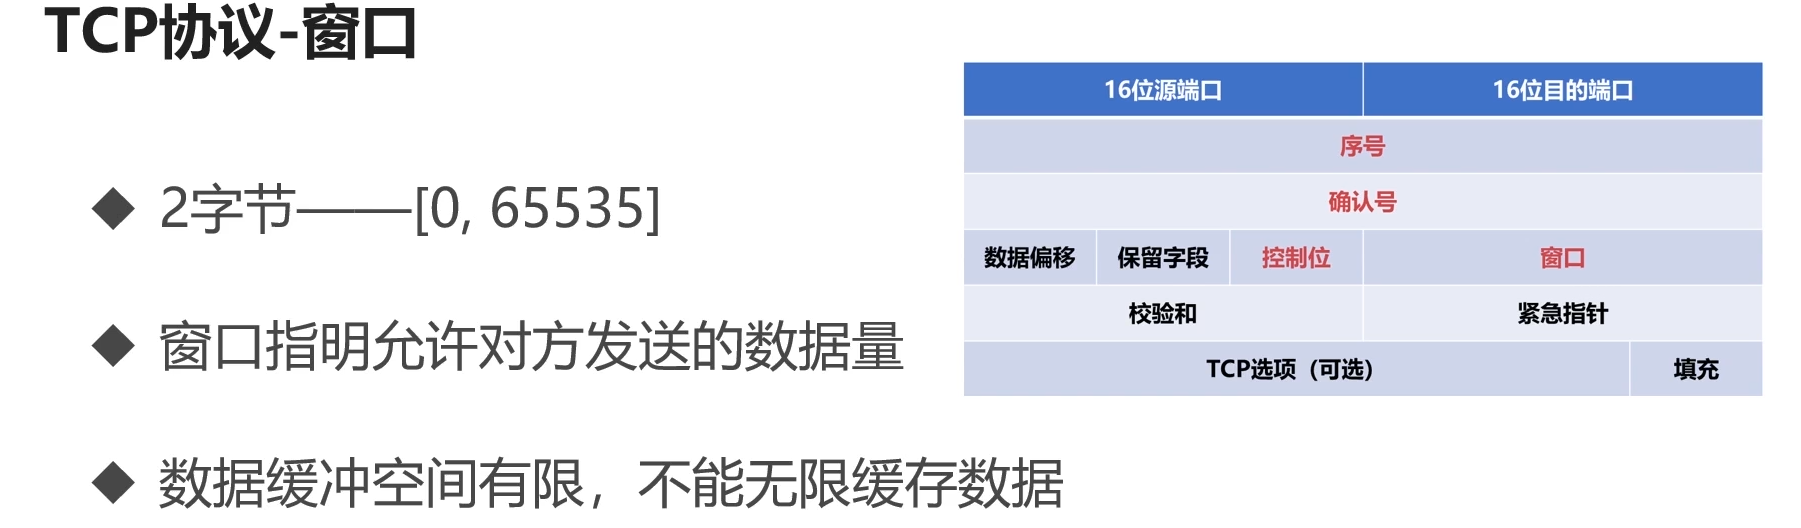 TCP协议-窗口
◆ 2字节——[0, 65535]
◆ 窗口指明允许对方发送的数据量
◆ 数据缓冲空间有限，不能无限缓存数据
16位源端口 16位目的端口
序号
确认号
数据偏移 保留字段 控制位 窗口
校验和 紧急指针
TCP选项（可选） 填充